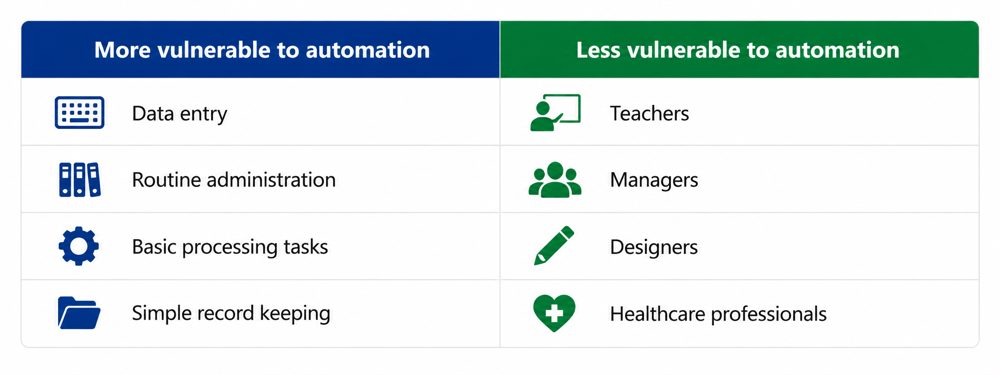 More vulnerable to automation
Less vulnerable to automation
Data entry
Teachers
Routine administration
Managers
Basic processing tasks
Designers
Simple record keeping
Healthcare professionals